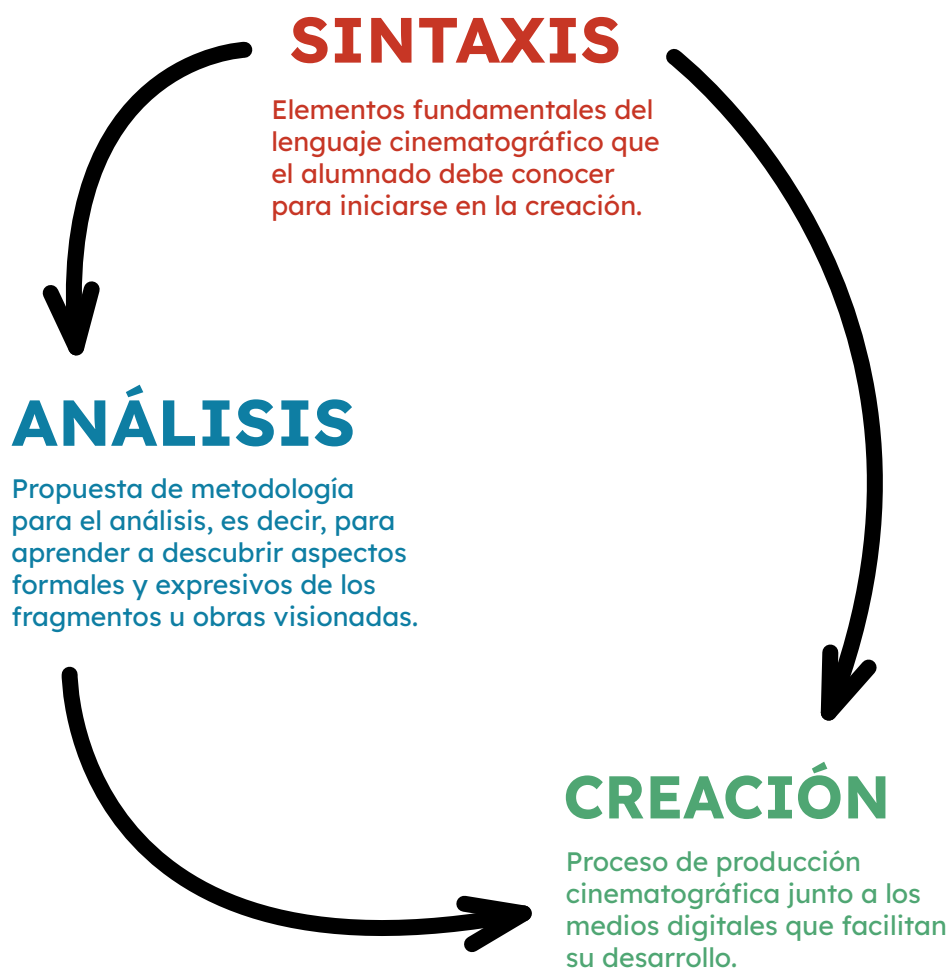 SINTAXIS
Elementos fundamentales del
lenguaje cinematográfico que
el alumnado debe conocer
para iniciarse en la creación.
ANÁLISIS
Propuesta de metodología
para el análisis, es decir, para
aprender a descubrir aspectos
formales y expresivos de los
fragmentos u obras visionadas.
CREACIÓN
Proceso de producción
cinematográfica junto a los
medios digitales que facilitan
su desarrollo.